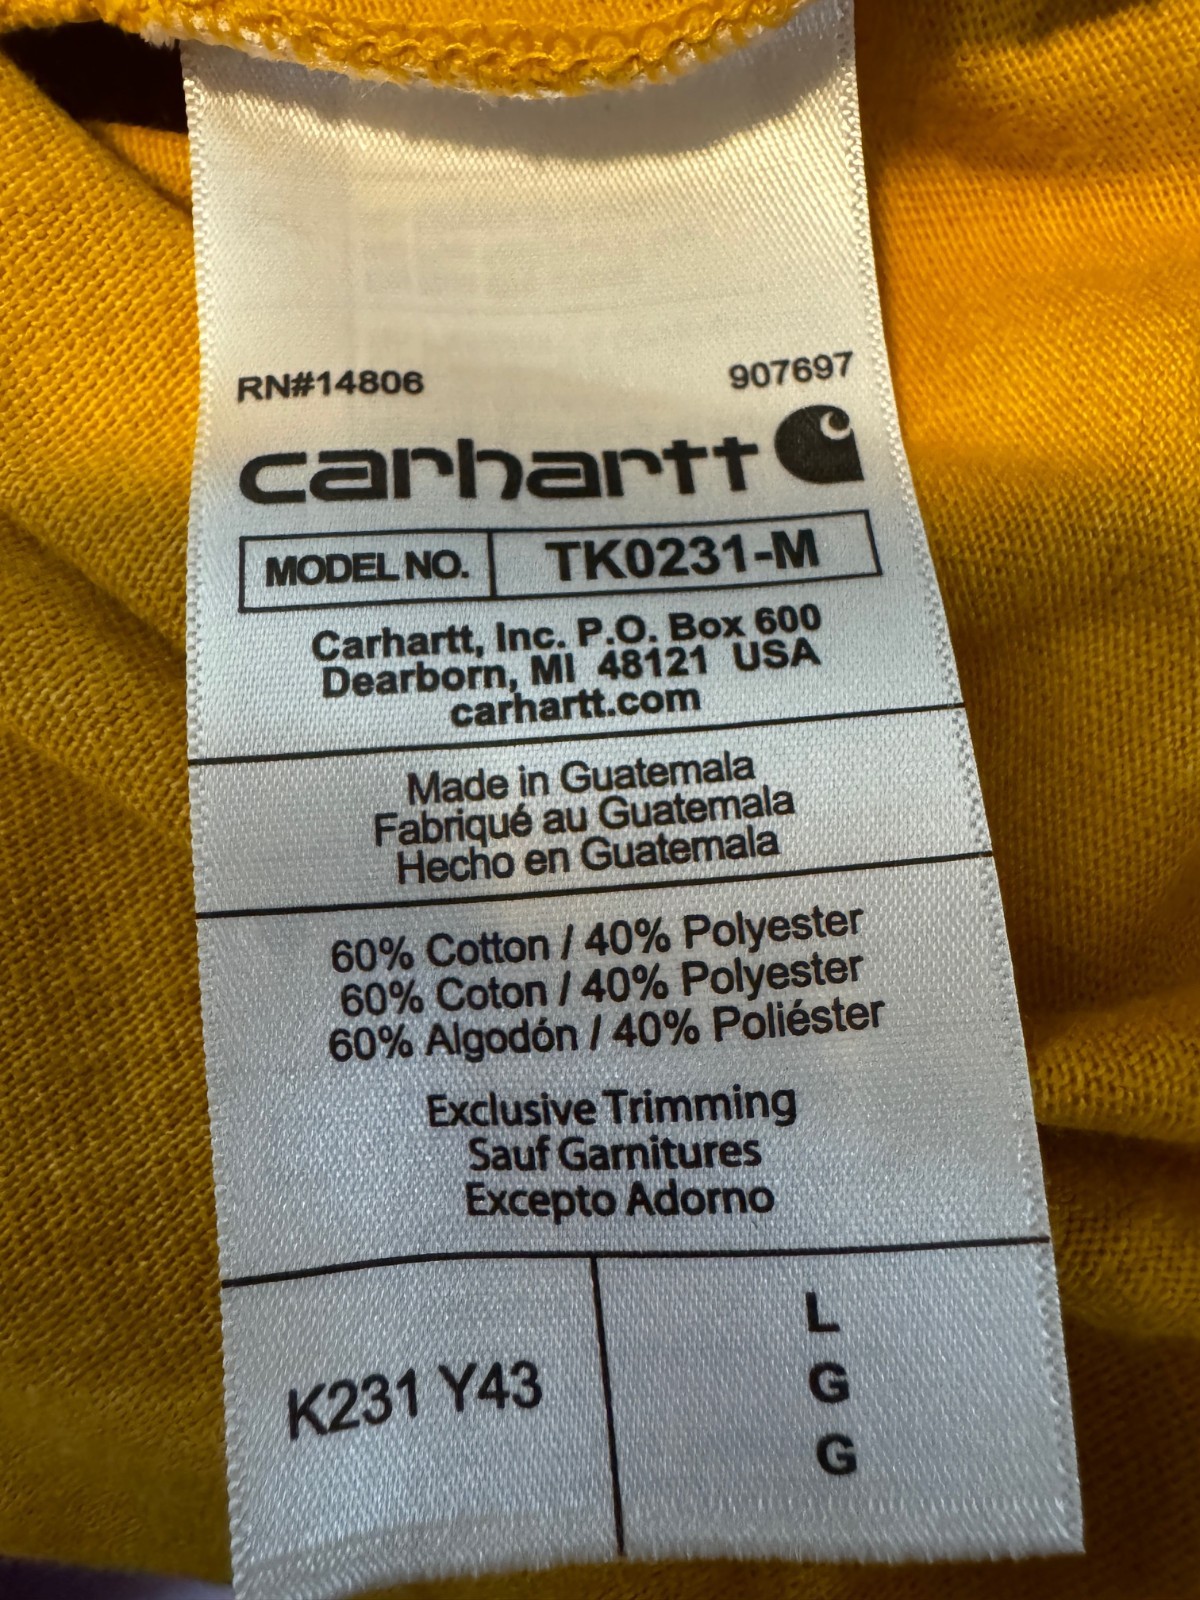 RN#14806 907697
carhartt
MODEL NO. TK0231-M
Carhartt, Inc. P.O. Box 600
Dearborn, MI 48121 USA
carhartt.com
Made in Guatemala
Fabriqué au Guatemala
Hecho en Guatemala
60% Cotton / 40% Polyester
60% Coton / 40% Polyester
60% Algodón / 40% Poliéster
Exclusive Trimming
Sauf Garnitures
Excepto Adorno
K231 Y43
L
G
G